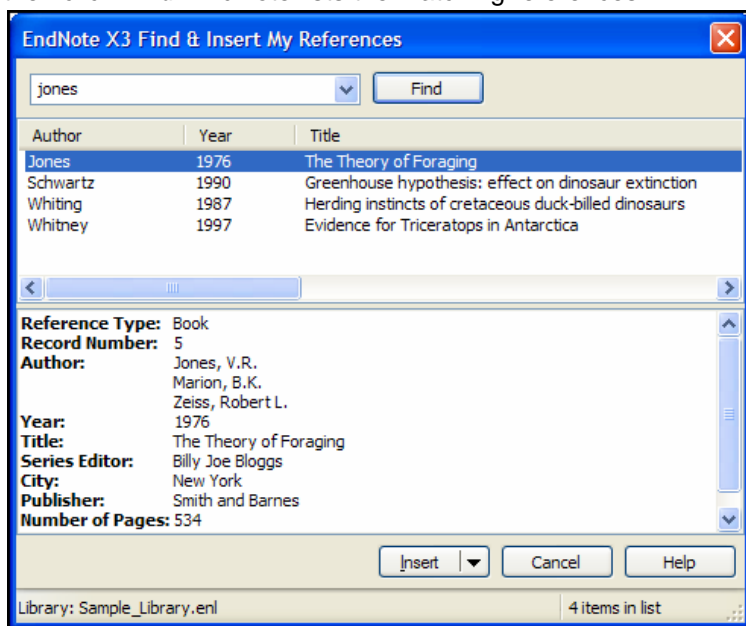 EndNote X3 Find & Insert My References
jones Find
Author Year Title
Jones 1976 The Theory of Foraging
Schwartz 1990 Greenhouse hypothesis: effect on dinosaur extinction
Whiting 1987 Herding instincts of cretaceous duck-billed dinosaurs
Whitney 1997 Evidence for Triceratops in Antarctica
Reference Type: Book
Record Number: 5
Author: Jones, V.R.
Marion, B.K.
Zeiss, Robert L.
Year: 1976
Title: The Theory of Foraging
Series Editor: Billy Joe Bloggs
City: New York
Publisher: Smith and Barnes
Number of Pages: 534
Insert Cancel Help
Library: Sample_Library.enl 4 items in list